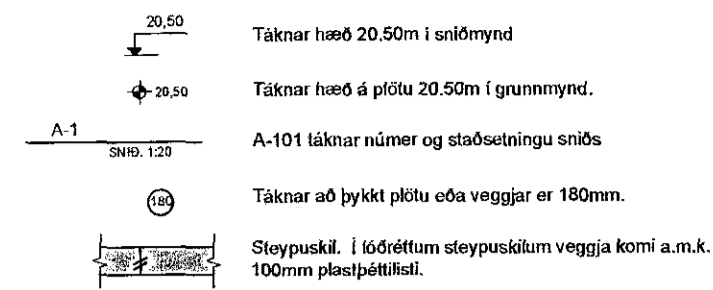 20,50
Táknar hæð 20.50m í sniðmynd
20,50
Táknar hæð á plötu 20.50m í grunnmynd.
A-1
SNIÐ. 1:20
A-101 táknar númer og staðsetningu sniðs
180
Táknar að þykkt plötu eða veggjar er 180mm.
Steypuskil. Í lóðréttum steypuskilum veggja komi a.m.k.
100mm plastþéttilisti.